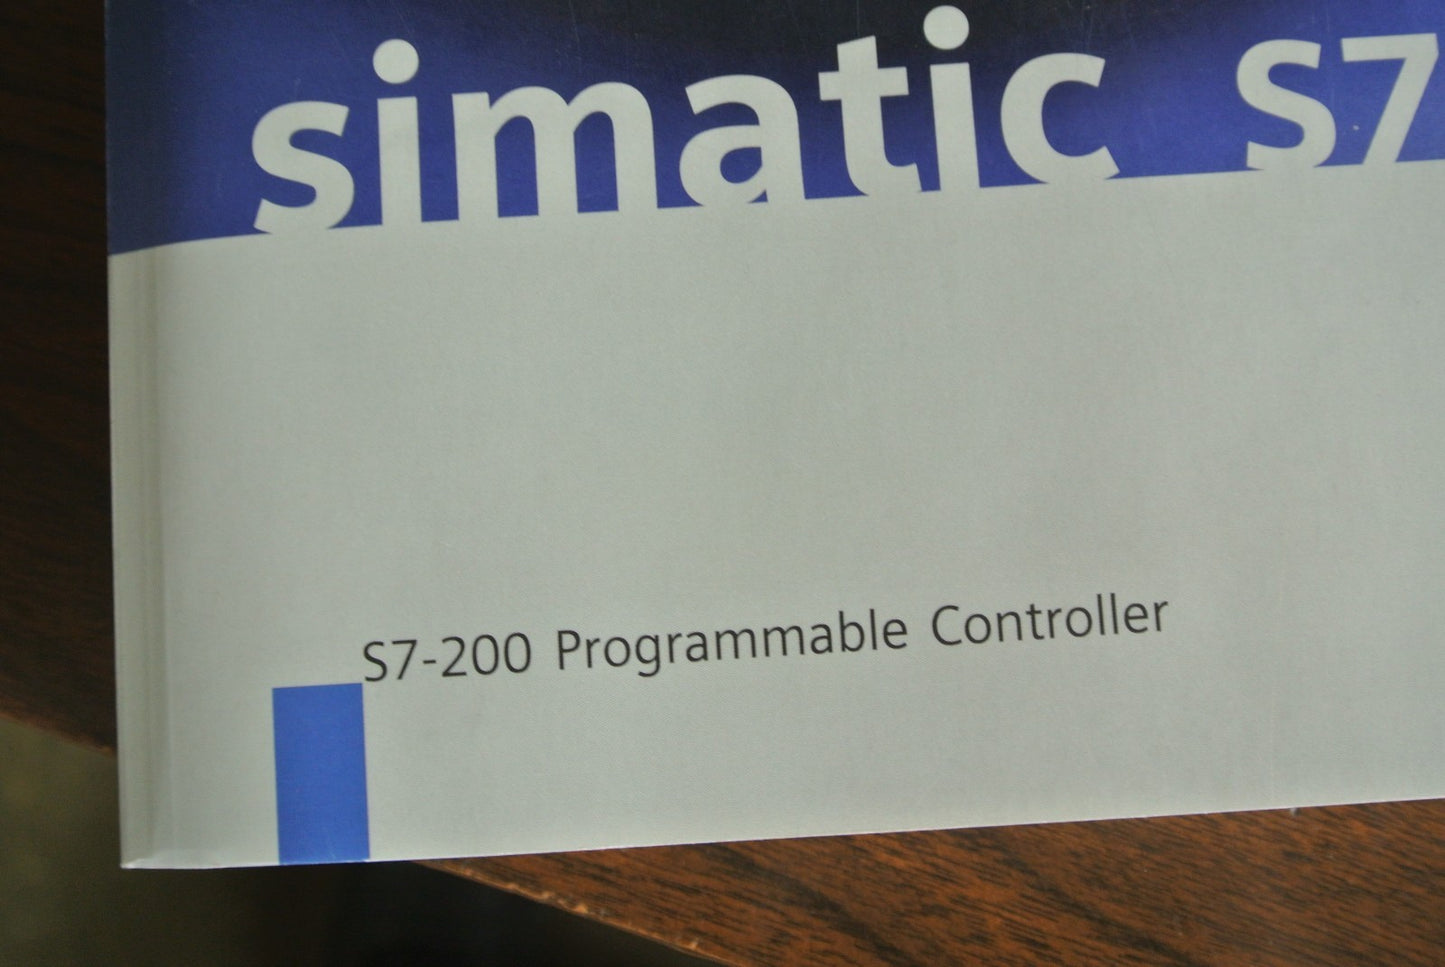 simatic S7
S7-200 Programmable Controller